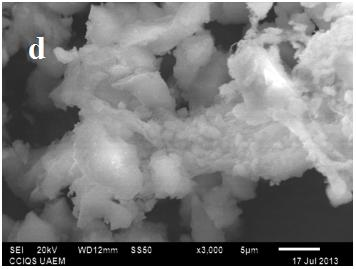 d
SEI 20kV WD12mm SS50 x3,000 5µm
CCIQS UAEM 17 Jul 2013